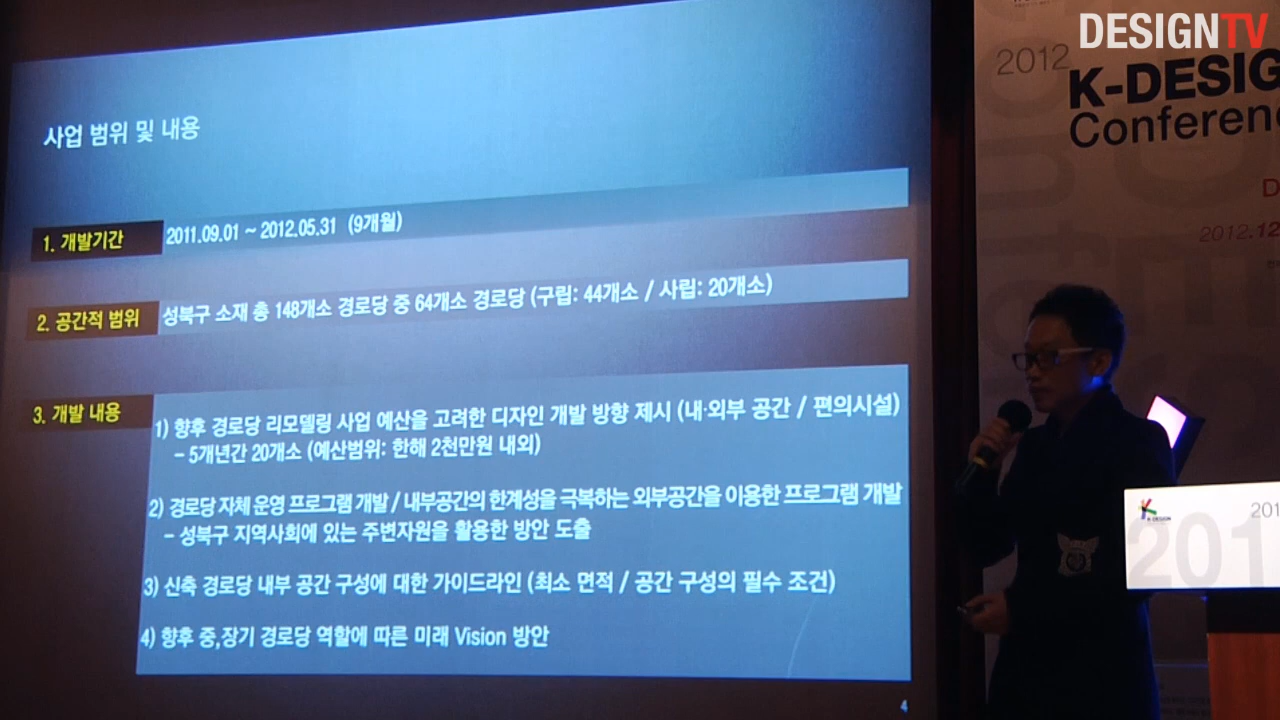 DESIGNTV
2012
K-DESIG
Conferen
D
2012.12
사업 범위 및 내용
1. 개발기간
2011.09.01 ~ 2012.05.31 (9개월)
2. 공간적 범위
성북구 소재 총 148개소 경로당 중 64개소 경로당 (구립: 44개소 / 사립: 20개소)
3. 개발 내용
1) 향후 경로당 리모델링 사업 예산을 고려한 디자인 개발 방향 제시 (내·외부 공간 / 편의시설)
- 5개년간 20개소 (예산범위: 한해 2천만원 내외)
2) 경로당 자체 운영 프로그램 개발 / 내부공간의 한계성을 극복하는 외부공간을 이용한 프로그램 개발
- 성북구 지역사회에 있는 주변자원을 활용한 방안 도출
3) 신축 경로당 내부 공간 구성에 대한 가이드라인 (최소 면적 / 공간 구성의 필수 조건)
4) 향후 중,장기 경로당 역할에 따른 미래 Vision 방안
4
K-DESIGN
201
201